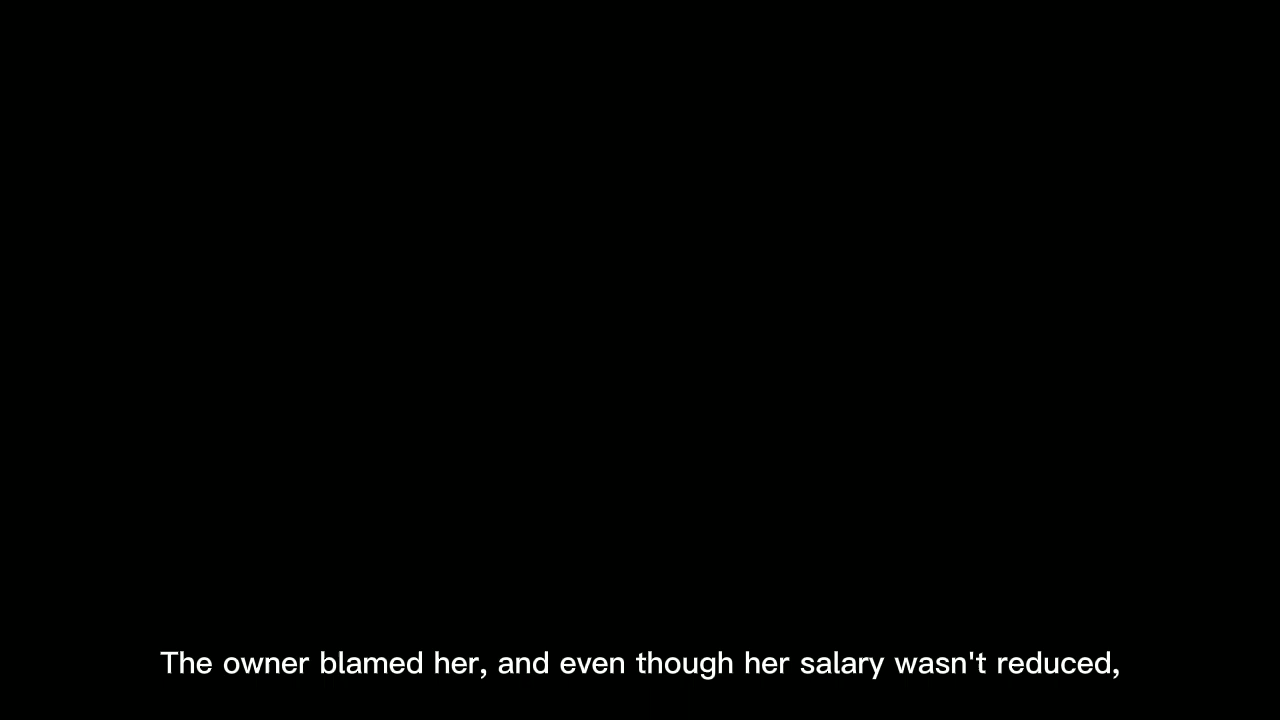 The owner blamed her, and even though her salary wasn't reduced,